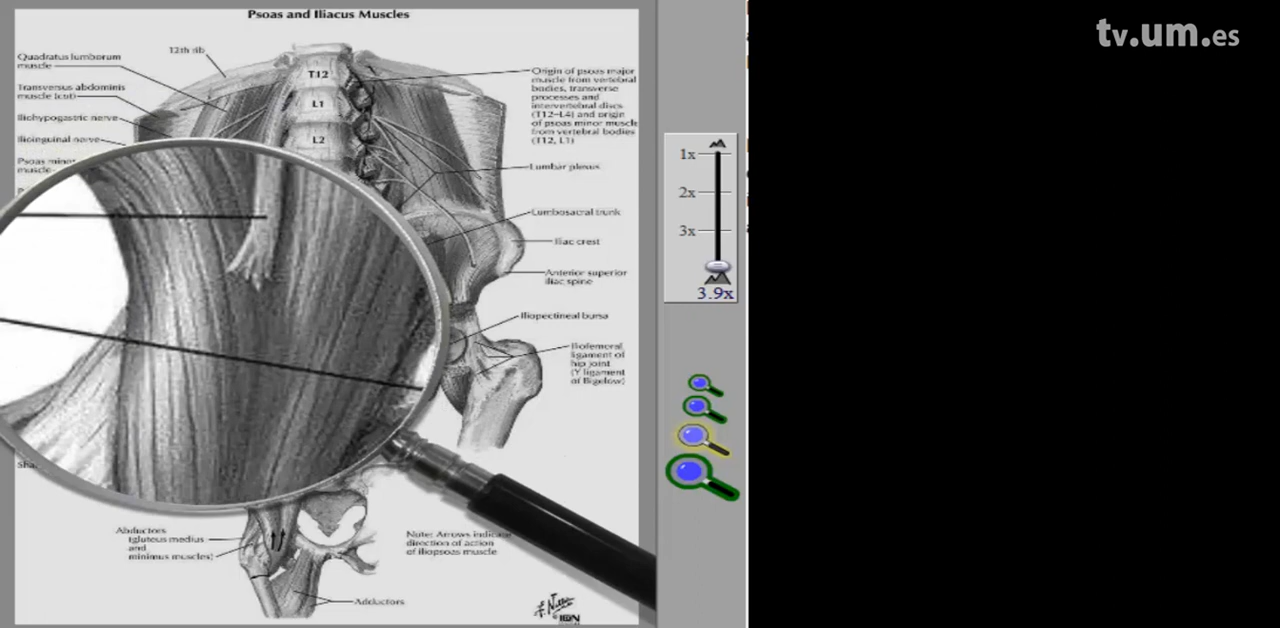 Psoas and Iliacus Muscles
tv.um.es
12th rib
Quadratus lumborum
muscle
Transversus abdominis
muscle (cut)
Iliohypogastric nerve
Ilioinguinal nerve
Psoas minor
muscle
T12
L1
L2
Origin of psoas major
muscle from vertebral
bodies, transverse
processes and
intervertebral discs
(T12–L4) and origin
of psoas minor muscle
from vertebral bodies
(T12, L1)
Lumbar plexus
Lumbosacral trunk
Iliac crest
Anterior superior
iliac spine
Iliopectineal bursa
Iliofemoral
ligament of
hip joint
(Y ligament
of Bigelow)
Abductors
(gluteus medius
and
minimus muscles)
Note: Arrows indicate
direction of action
of iliopsoas muscle
Adductors
1x
2x
3x
3.9x